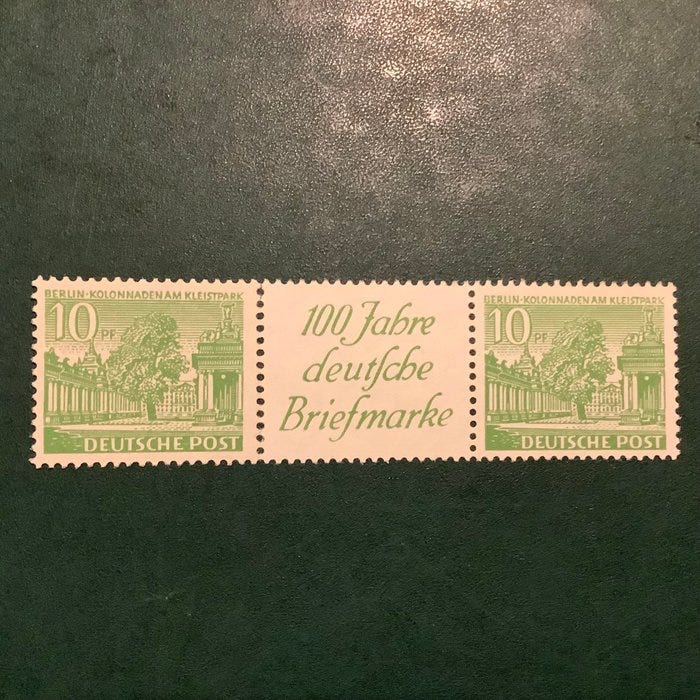 BERLIN·KOLONNADEN AM KLEISTPARK
10 PF
DEUTSCHE POST
100 Jahre
deutſche
Briefmarke
BERLIN·KOLONNADEN AM KLEISTPARK
10 PF
DEUTSCHE POST